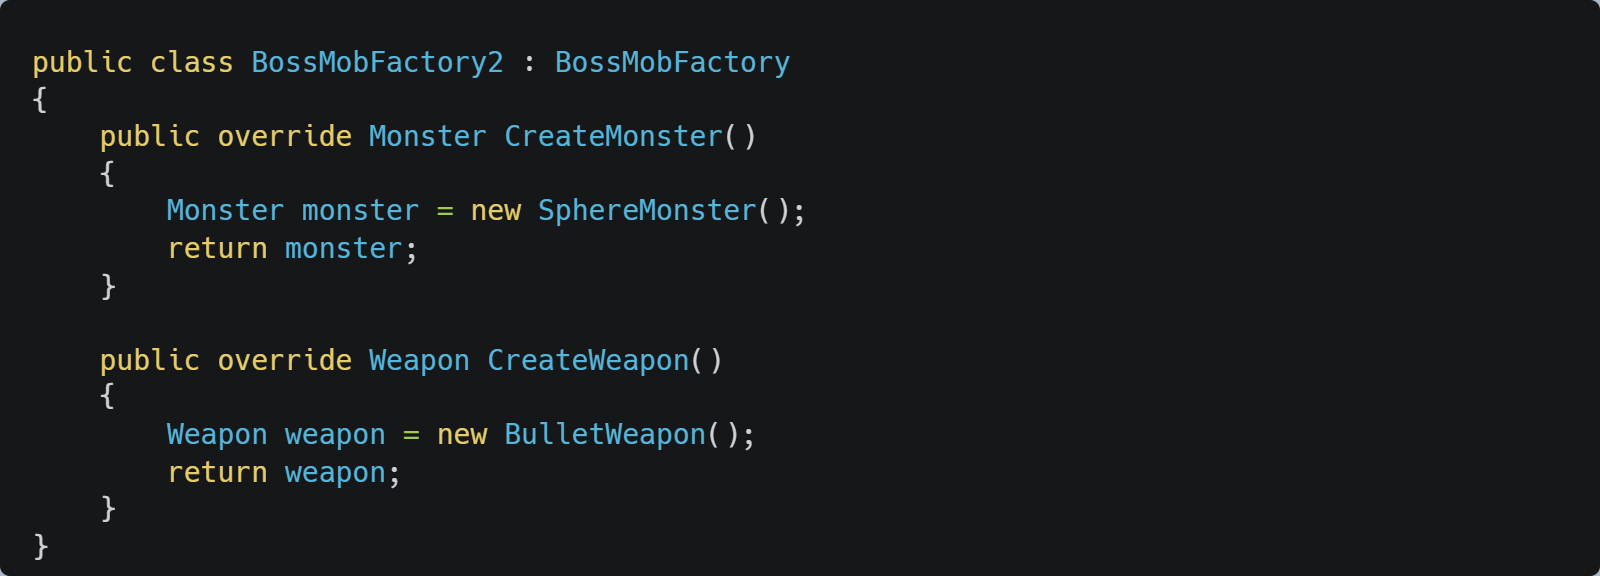 public class BossMobFactory2 : BossMobFactory
{
    public override Monster CreateMonster()
    {
        Monster monster = new SphereMonster();
        return monster;
    }

    public override Weapon CreateWeapon()
    {
        Weapon weapon = new BulletWeapon();
        return weapon;
    }
}